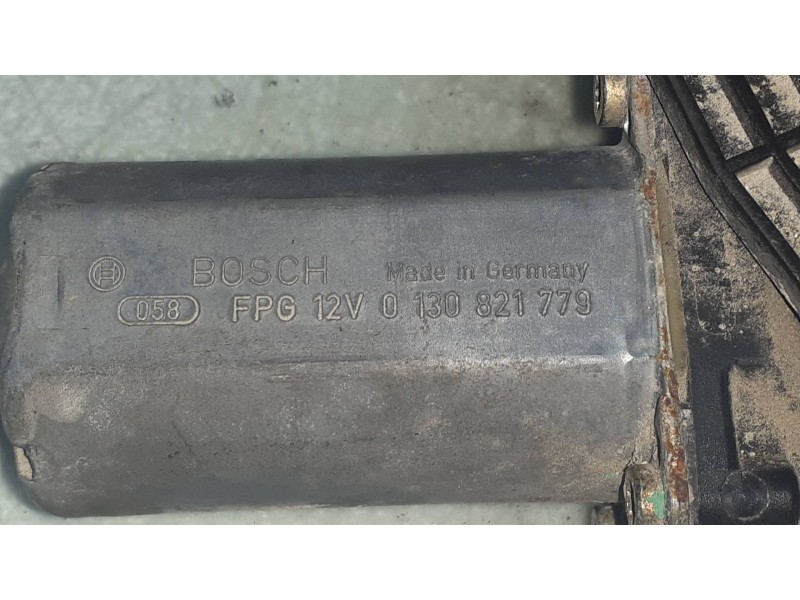 BOSCH Made in Germany
058 FPG 12V 0 130 821 779